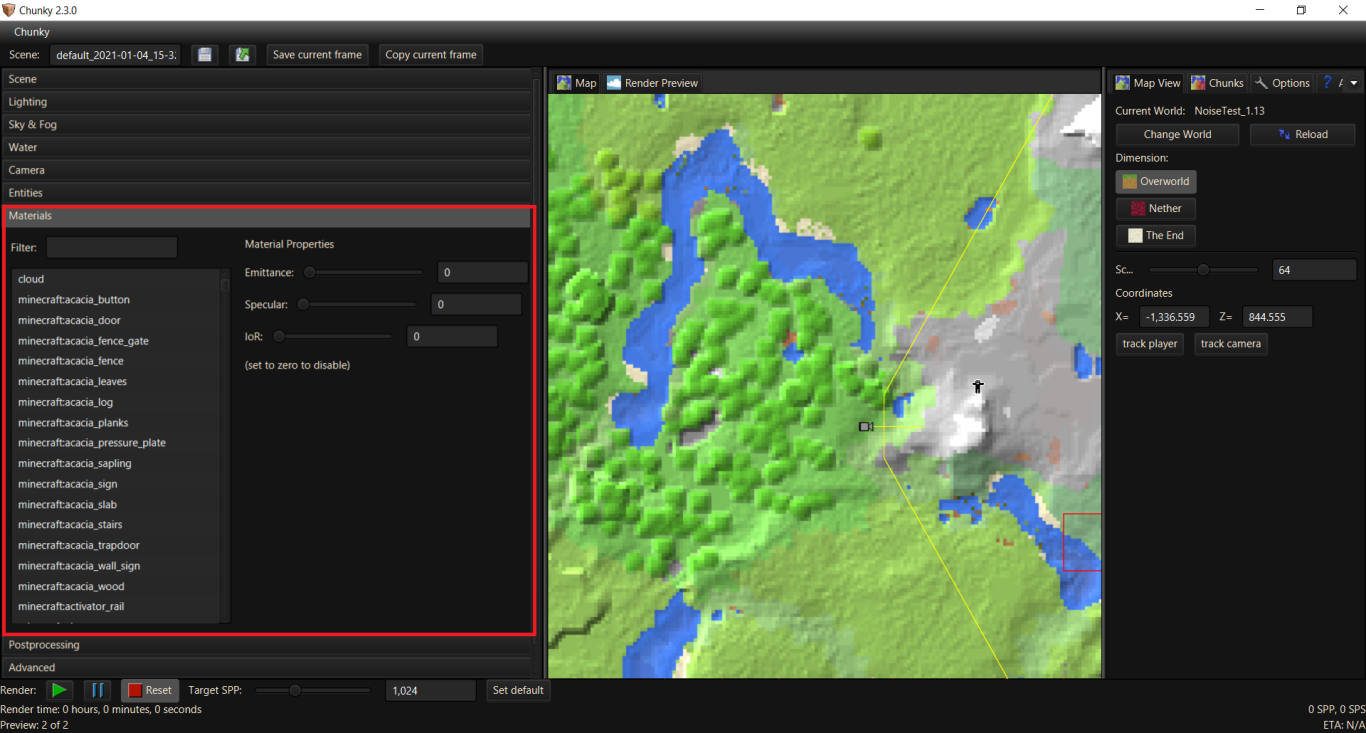 Chunky 2.3.0
Chunky
Scene: default_2021-01-04_15-3. Save current frame Copy current frame
Scene
Lighting
Sky & Fog
Water
Camera
Entities
Materials
Filter:
cloud
minecraft:acacia_button
minecraft:acacia_door
minecraft:acacia_fence_gate
minecraft:acacia_fence
minecraft:acacia_leaves
minecraft:acacia_log
minecraft:acacia_planks
minecraft:acacia_pressure_plate
minecraft:acacia_sapling
minecraft:acacia_sign
minecraft:acacia_slab
minecraft:acacia_stairs
minecraft:acacia_trapdoor
minecraft:acacia_wall_sign
minecraft:acacia_wood
minecraft:activator_rail
Material Properties
Emittance: 0
Specular: 0
IoR: 0
(set to zero to disable)
Postprocessing
Advanced
Map Render Preview
Map View Chunks Options ?
Current World: NoiseTest_1.13
Change World Reload
Dimension:
Overworld
Nether
The End
Sc... 64
Coordinates
X= -1,336.559 Z= 844.555
track player track camera
Render: Reset Target SPP: 1,024 Set default
Render time: 0 hours, 0 minutes, 0 seconds
Preview: 2 of 2
0 SPP, 0 SPS
ETA: N/A